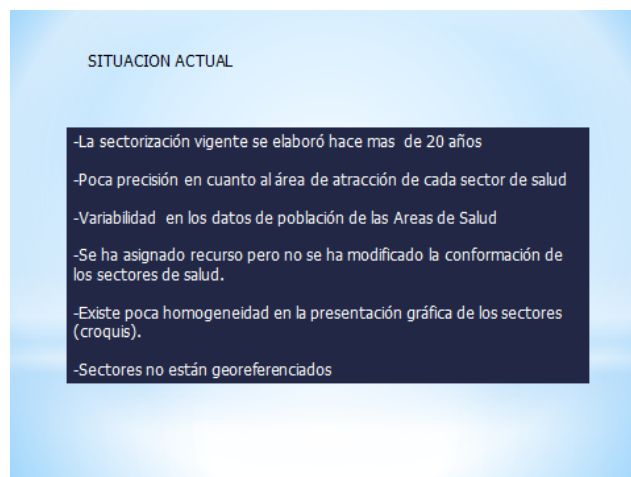 SITUACION ACTUAL
-La sectorización vigente se elaboró hace mas de 20 años
-Poca precisión en cuanto al área de atracción de cada sector de salud
-Variabilidad en los datos de población de las Areas de Salud
-Se ha asignado recurso pero no se ha modificado la conformación de
los sectores de salud.
-Existe poca homogeneidad en la presentación gráfica de los sectores
(croquis).
-Sectores no están georeferenciados